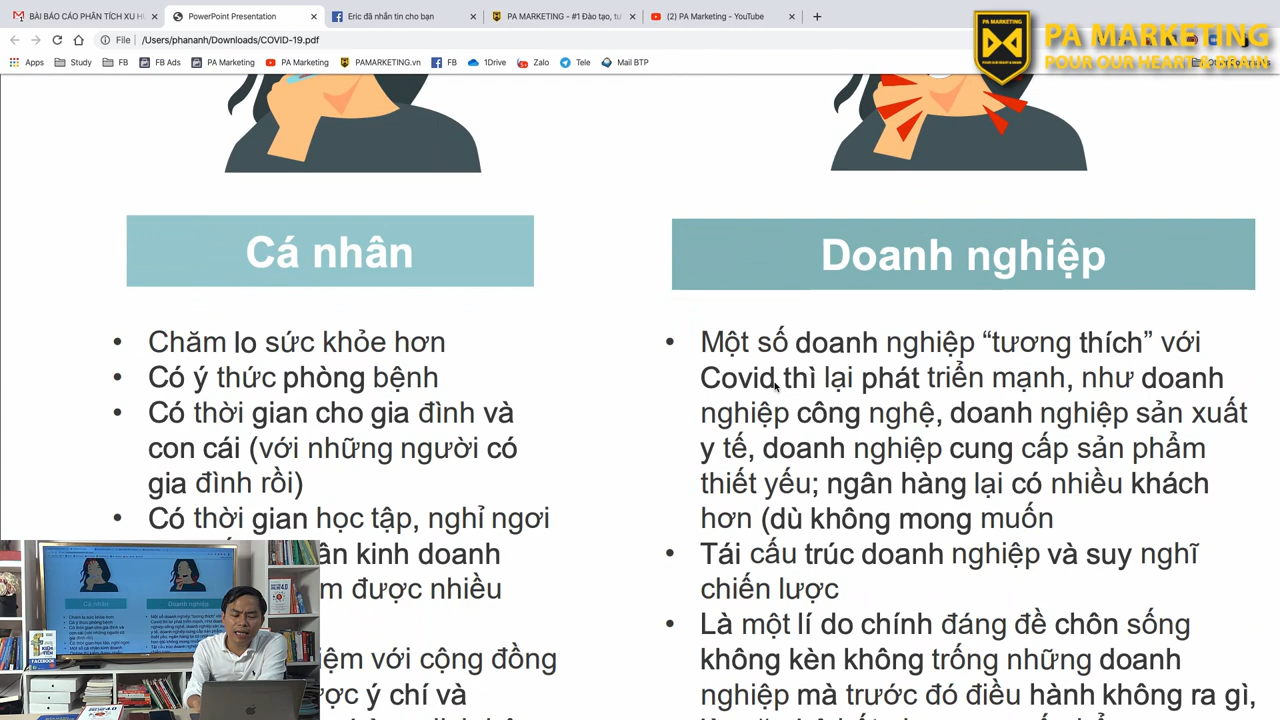 BÀI BÁO CÁO PHÂN TÍCH XU H
PowerPoint Presentation
Eric đã nhắn tin cho bạn
PA MARKETING - #1 Đào tạo, tư
(2) PA Marketing - YouTube
File
/Users/phananh/Downloads/COVID-19.pdf
PA MARKETING
POUR OUR HEART & BRAIN
Apps
Study
FB
FB Ads
PA Marketing
PA Marketing
PAMARKETING.vn
FB
1Drive
Zalo
Tele
Mail BTP
Cá nhân
• Chăm lo sức khỏe hơn
• Có ý thức phòng bệnh
• Có thời gian cho gia đình và
con cái (với những người có
gia đình rồi)
• Có thời gian học tập, nghỉ ngơi
kinh doanh
được nhiều
với cộng đồng
ý chí và
Doanh nghiệp
• Một số doanh nghiệp “tương thích” với
Covid thì lại phát triển mạnh, như doanh
nghiệp công nghệ, doanh nghiệp sản xuất
y tế, doanh nghiệp cung cấp sản phẩm
thiết yếu; ngân hàng lại có nhiều khách
hơn (dù không mong muốn
• Tái cấu trúc doanh nghiệp và suy nghĩ
chiến lược
• Là một lí do chính đáng để chôn sống
không kèn không trống những doanh
nghiệp mà trước đó điều hành không ra gì,